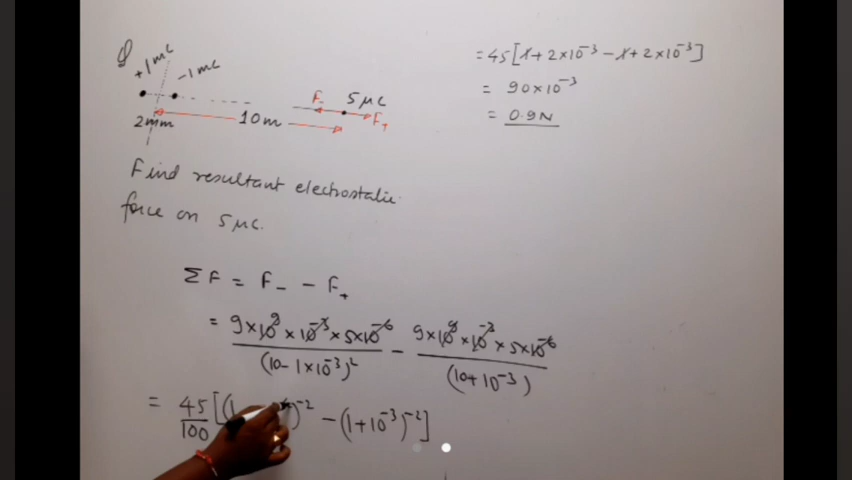 Q
+1mc
-1mc
F-
5μc
F+
2mm
10m
Find resultant electrostatic
force on 5μc.
ΣF = F- - F+
= 9×10⁹×10⁻³×5×10⁻⁶ / (10-1×10⁻³)² - 9×10⁹×10⁻³×5×10⁻⁶ / (10+10⁻³)
= 45/100 [(1 )⁻² - (1+10⁻³)⁻²]
= 45[1+2×10⁻³-1+2×10⁻³]
= 90×10⁻³
= 0.9N